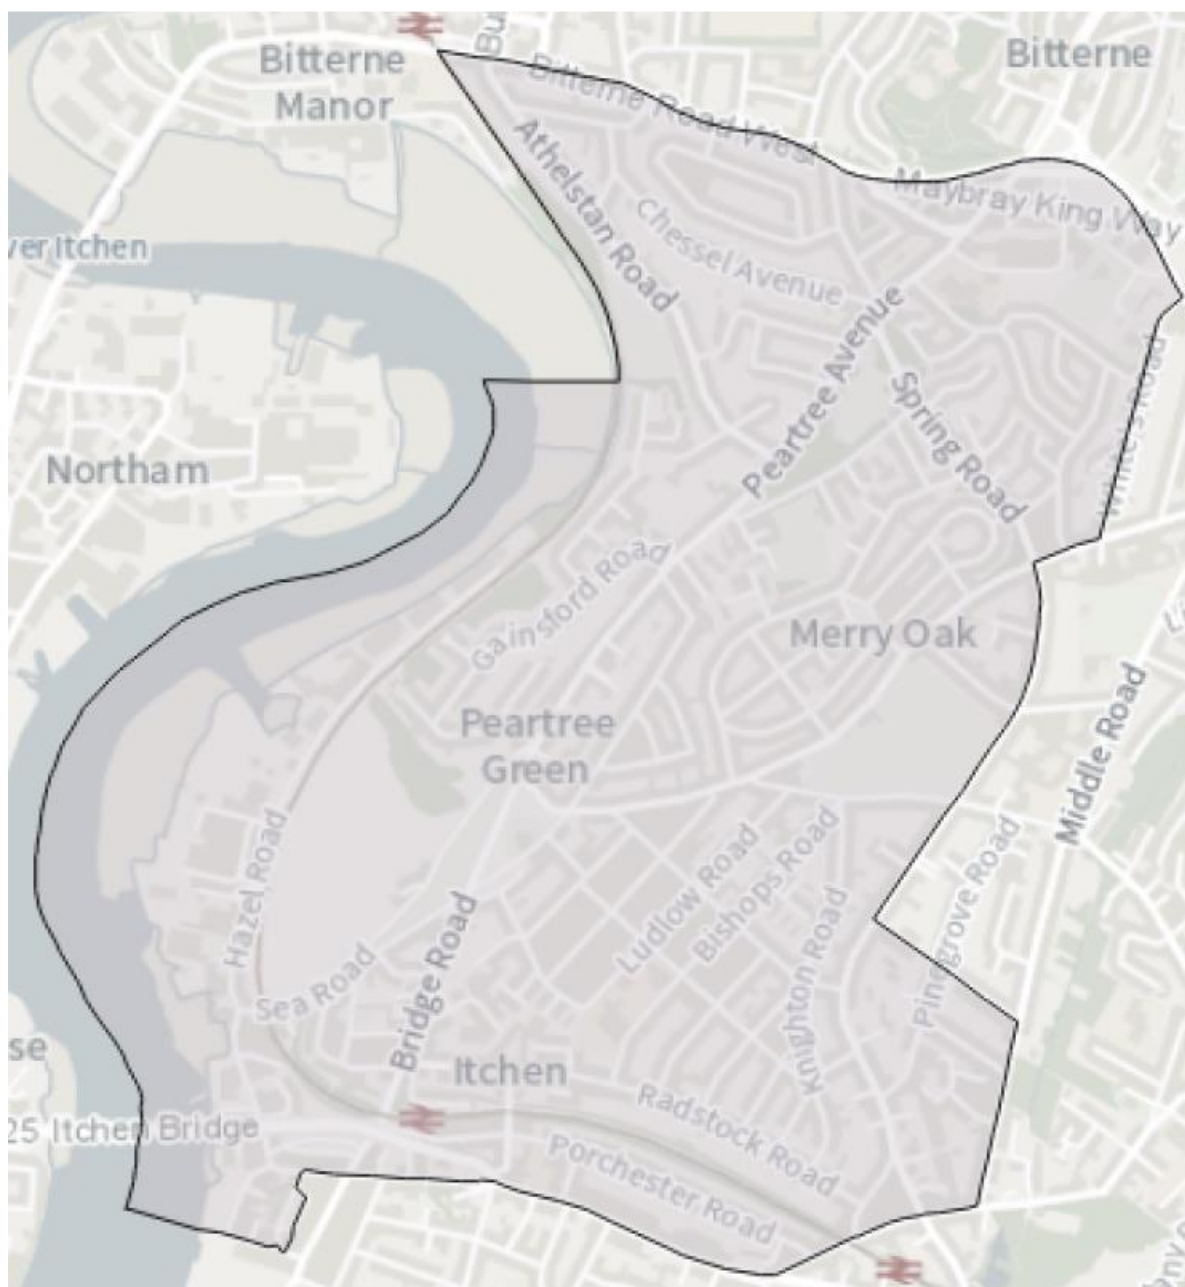 Bitterne
Manor
Bitterne
Bitterne Road West
Athelstan Road
Maybray King Way
Chessel Avenue
ver Itchen
Peartree Avenue
White's Road
Spring Road
Northam
Gainsford Road
Merry Oak
Middle Road
Peartree
Green
Hazel Road
Ludlow Road
Bishops Road
Pinegrove Road
Knighton Road
Sea Road
Bridge Road
se
Itchen
Radstock Road
25 Itchen Bridge
Porchester Road